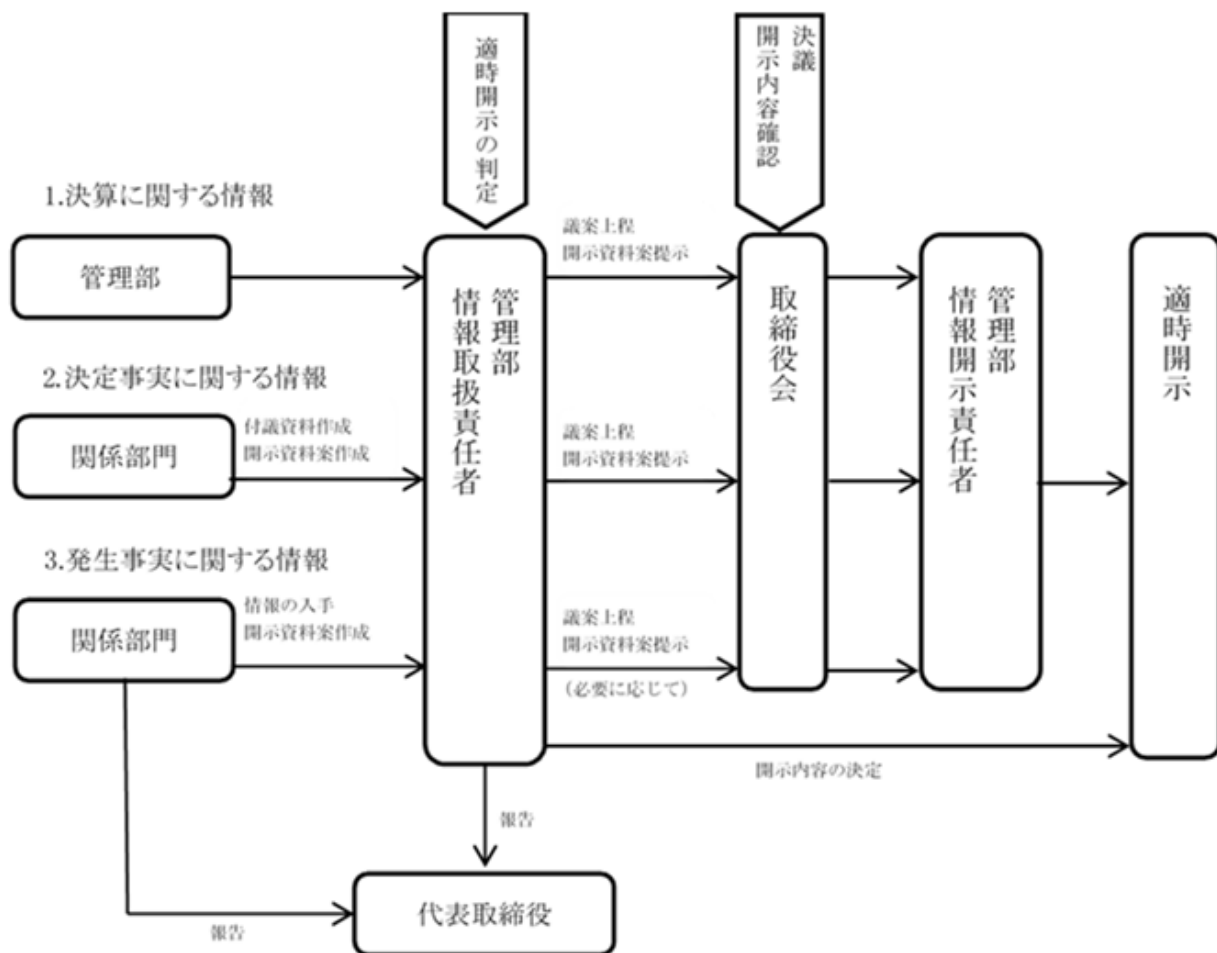 適時開示の判定
決議
開示内容確認
1.決算に関する情報
管理部
議案上程
開示資料案提示
管理部
情報取扱責任者
取締役会
管理部
情報開示責任者
適時開示
2.決定事実に関する情報
関係部門
付議資料作成
開示資料案作成
議案上程
開示資料案提示
3.発生事実に関する情報
関係部門
情報の入手
開示資料案作成
議案上程
開示資料案提示
(必要に応じて)
開示内容の決定
報告
代表取締役
報告